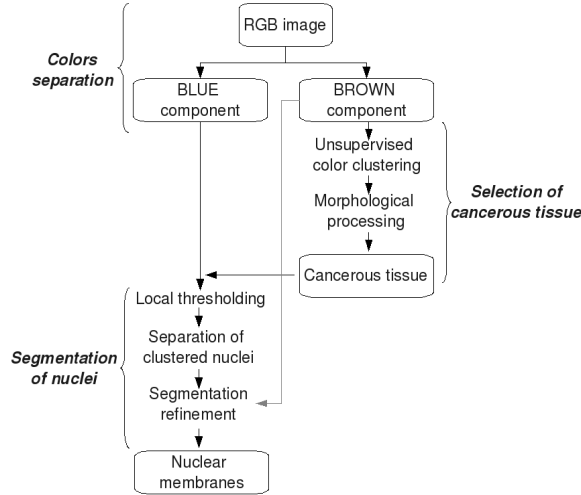 RGB image
Colors
separation
BLUE
component
BROWN
component
Unsupervised
color clustering
Morphological
processing
Selection of
cancerous tissue
Cancerous tissue
Local thresholding
Separation of
clustered nuclei
Segmentation
of nuclei
Segmentation
refinement
Nuclear
membranes